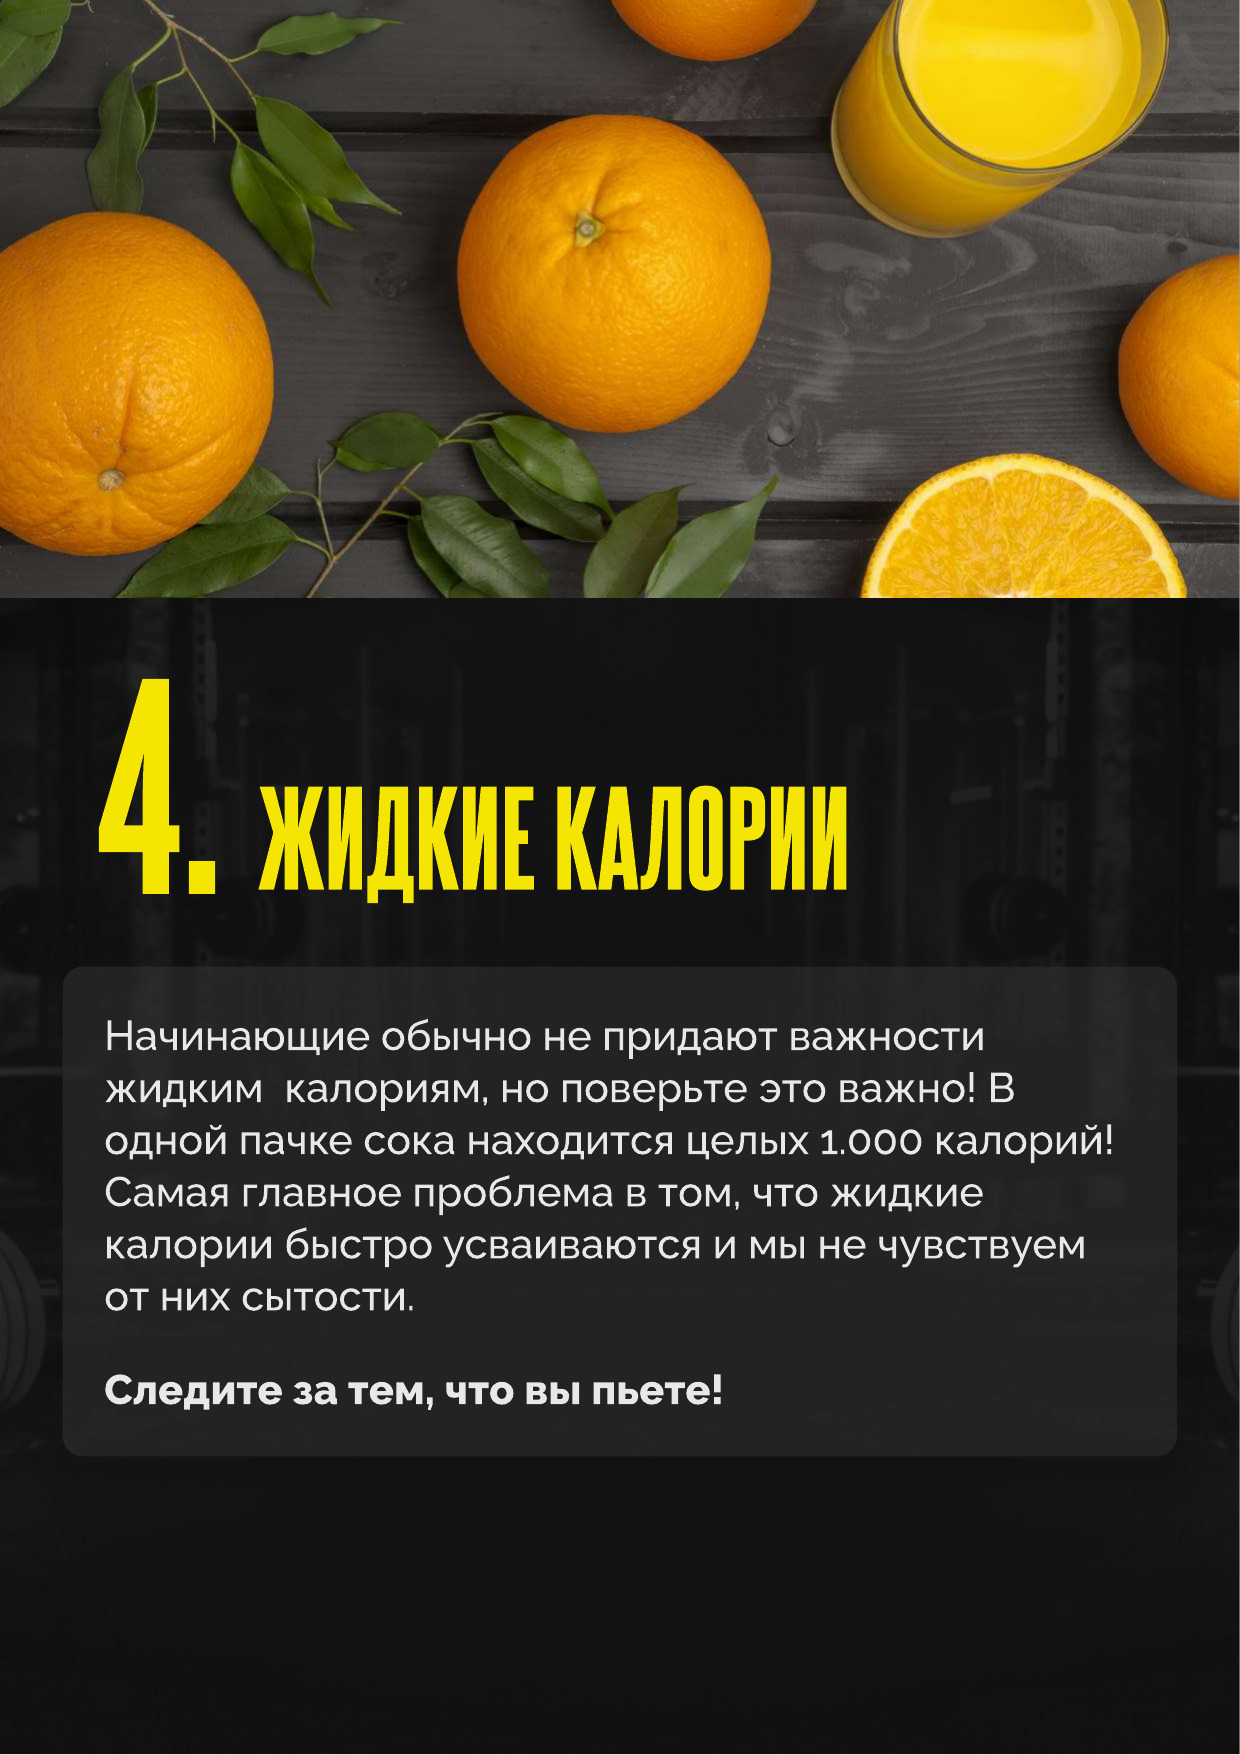 4. ЖИДКИЕ КАЛОРИИ
Начинающие обычно не придают важности
жидким  калориям, но поверьте это важно! В
одной пачке сока находится целых 1.000 калорий!
Самая главное проблема в том, что жидкие
калории быстро усваиваются и мы не чувствуем
от них сытости.
Следите за тем, что вы пьете!